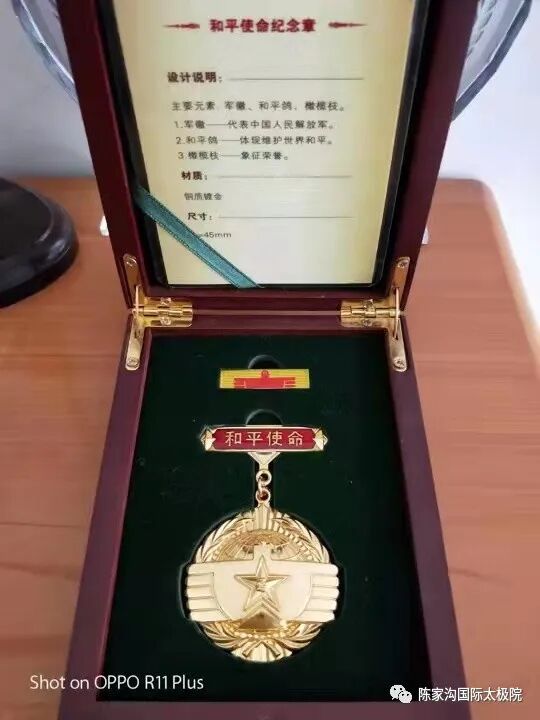 和平使命纪念章
设计说明：
主要元素：军徽、和平鸽、橄榄枝。
1.军徽——代表中国人民解放军。
2.和平鸽——体现维护世界和平。
3.橄榄枝——象征荣誉。
材质：
铜质镀金
尺寸：
=45mm
和平使命
Shot on OPPO R11 Plus
陈家沟国际太极院